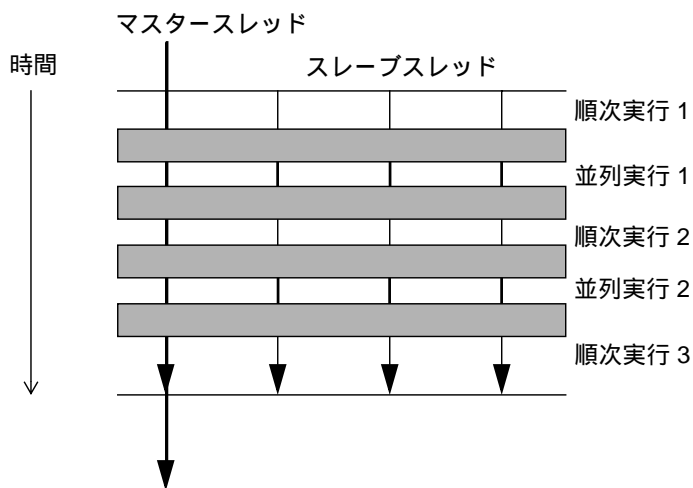 マスタースレッド
時間
スレーブスレッド
順次実行 1
並列実行 1
順次実行 2
並列実行 2
順次実行 3